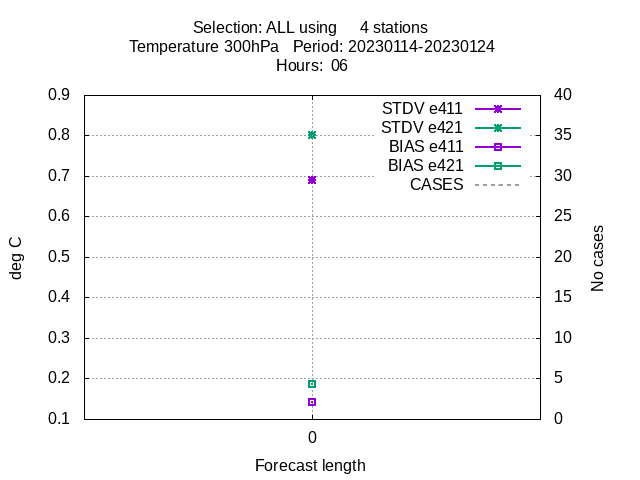 Selection: ALL using     4 stations
Temperature 300hPa   Period: 20230114-20230124
Hours:  06
0.9
0.8
0.7
0.6
0.5
0.4
0.3
0.2
0.1
40
35
30
25
20
15
10
5
0
STDV e411
STDV e421
BIAS e411
BIAS e421
CASES
deg C
No cases
0
Forecast length